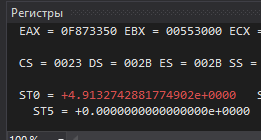 Регистры
EAX = 0F873350 EBX = 00553000 ECX =
CS = 0023 DS = 002B ES = 002B SS =
ST0 = +4.9132742881774902e+0000 S
ST5 = +0.0000000000000000e+0000
100 %